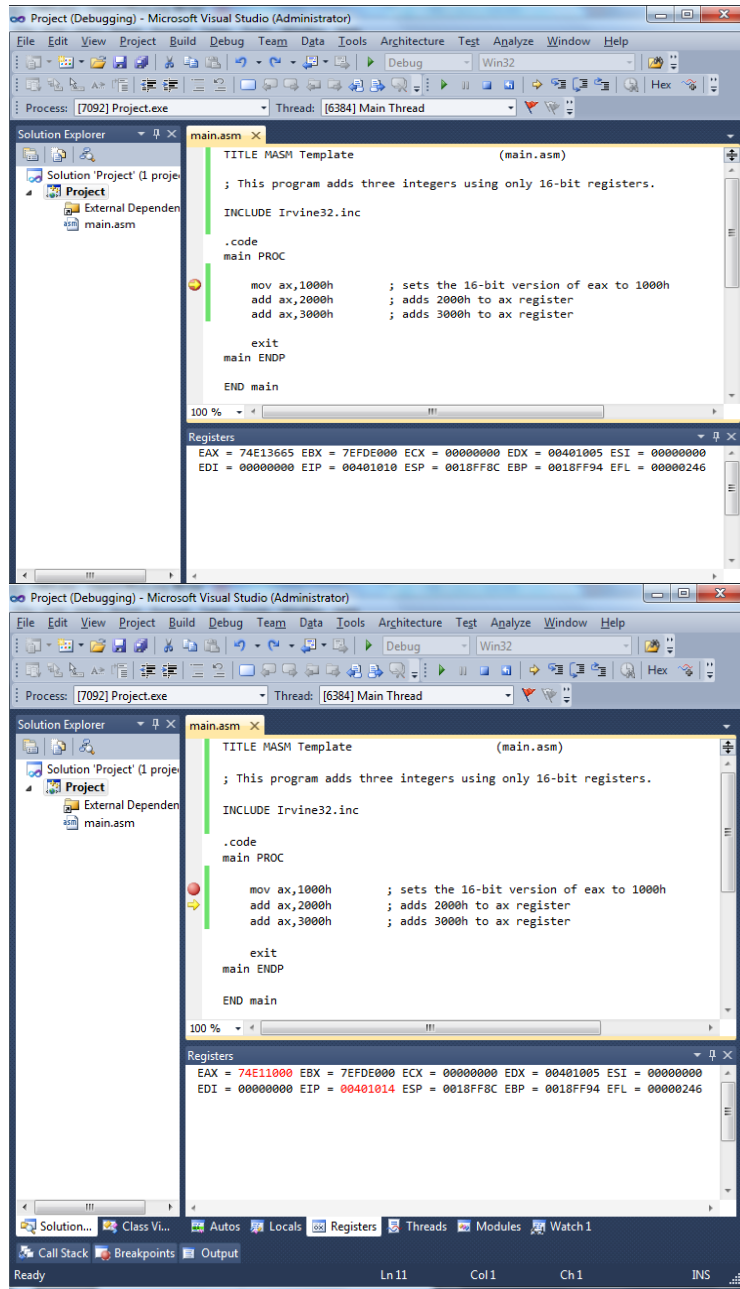 Project (Debugging) - Microsoft Visual Studio (Administrator)
File Edit View Project Build Debug Team Data Tools Architecture Test Analyze Window Help
Debug Win32
Hex
Process: [7092] Project.exe Thread: [6384] Main Thread
Solution Explorer main.asm
Solution 'Project' (1 proje
Project
External Dependen
main.asm
TITLE MASM Template (main.asm)
; This program adds three integers using only 16-bit registers.
INCLUDE Irvine32.inc
.code
main PROC
mov ax,1000h ; sets the 16-bit version of eax to 1000h
add ax,2000h ; adds 2000h to ax register
add ax,3000h ; adds 3000h to ax register
exit
main ENDP
END main
100 %
Registers
EAX = 74E13665 EBX = 7EFDE000 ECX = 00000000 EDX = 00401005 ESI = 00000000
EDI = 00000000 EIP = 00401010 ESP = 0018FF8C EBP = 0018FF94 EFL = 00000246
Project (Debugging) - Microsoft Visual Studio (Administrator)
File Edit View Project Build Debug Team Data Tools Architecture Test Analyze Window Help
Debug Win32
Hex
Process: [7092] Project.exe Thread: [6384] Main Thread
Solution Explorer main.asm
Solution 'Project' (1 proje
Project
External Dependen
main.asm
TITLE MASM Template (main.asm)
; This program adds three integers using only 16-bit registers.
INCLUDE Irvine32.inc
.code
main PROC
mov ax,1000h ; sets the 16-bit version of eax to 1000h
add ax,2000h ; adds 2000h to ax register
add ax,3000h ; adds 3000h to ax register
exit
main ENDP
END main
100 %
Registers
EAX = 74E11000 EBX = 7EFDE000 ECX = 00000000 EDX = 00401005 ESI = 00000000
EDI = 00000000 EIP = 00401014 ESP = 0018FF8C EBP = 0018FF94 EFL = 00000246
Solution... Class Vi... Autos Locals Registers Threads Modules Watch 1
Call Stack Breakpoints Output
Ready Ln 11 Col 1 Ch 1 INS